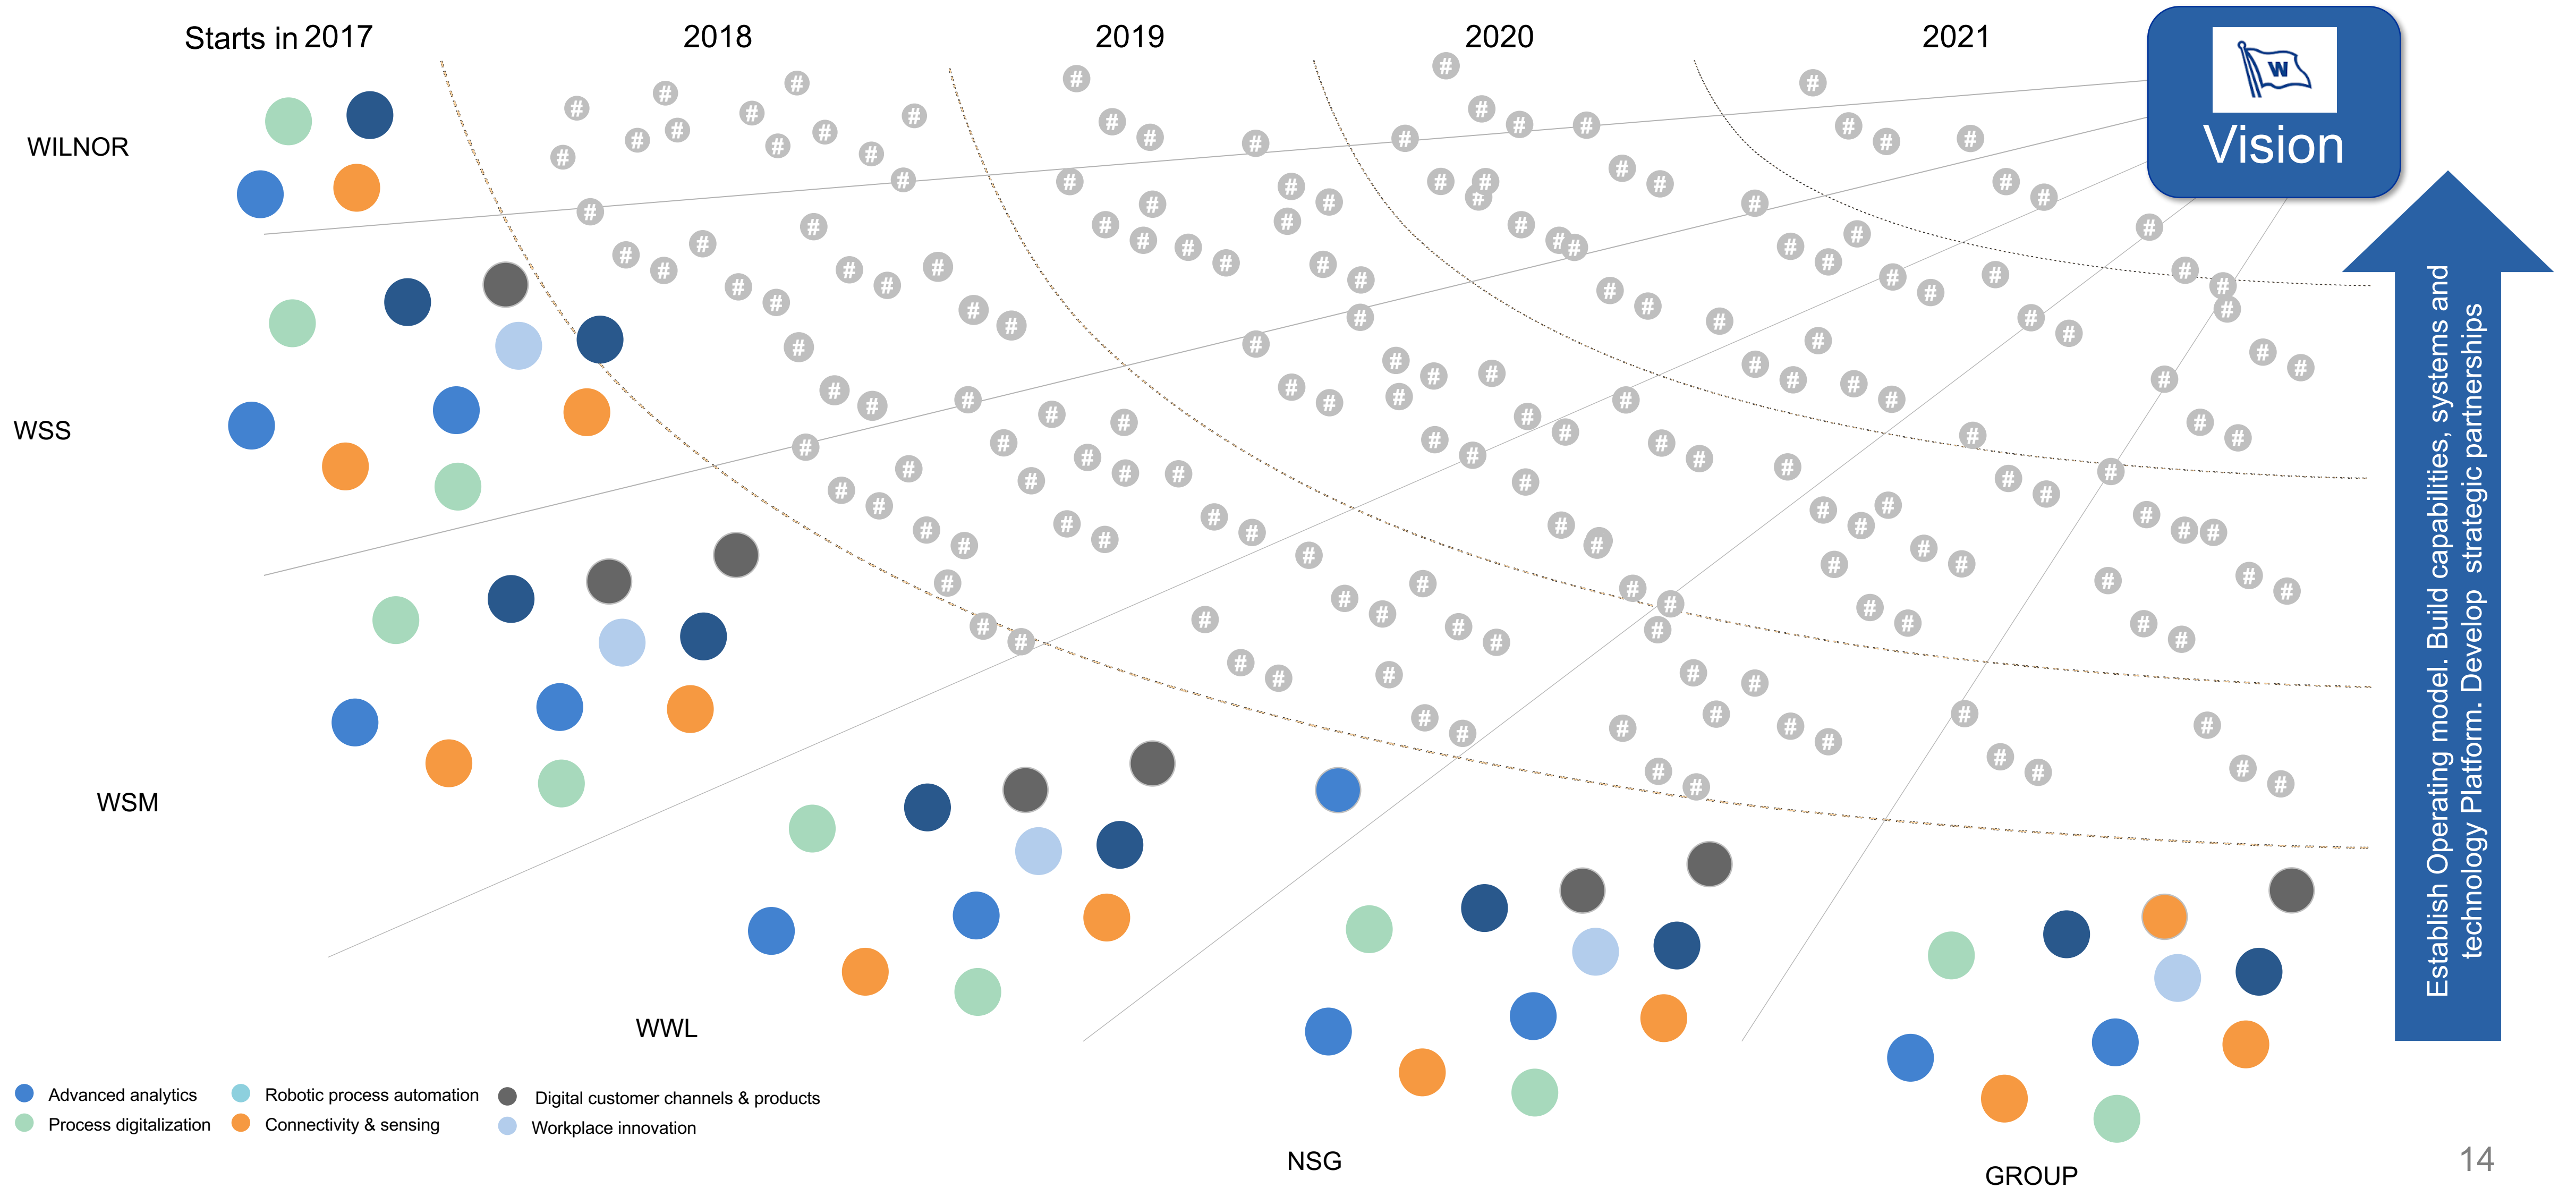 Starts in 2017
2018
2019
2020
2021
W
Vision
WILNOR
WSS
WSM
WWL
NSG
GROUP
Establish Operating model. Build capabilities, systems and
technology Platform. Develop strategic partnerships
Advanced analytics
Robotic process automation
Digital customer channels & products
Process digitalization
Connectivity & sensing
Workplace innovation
14